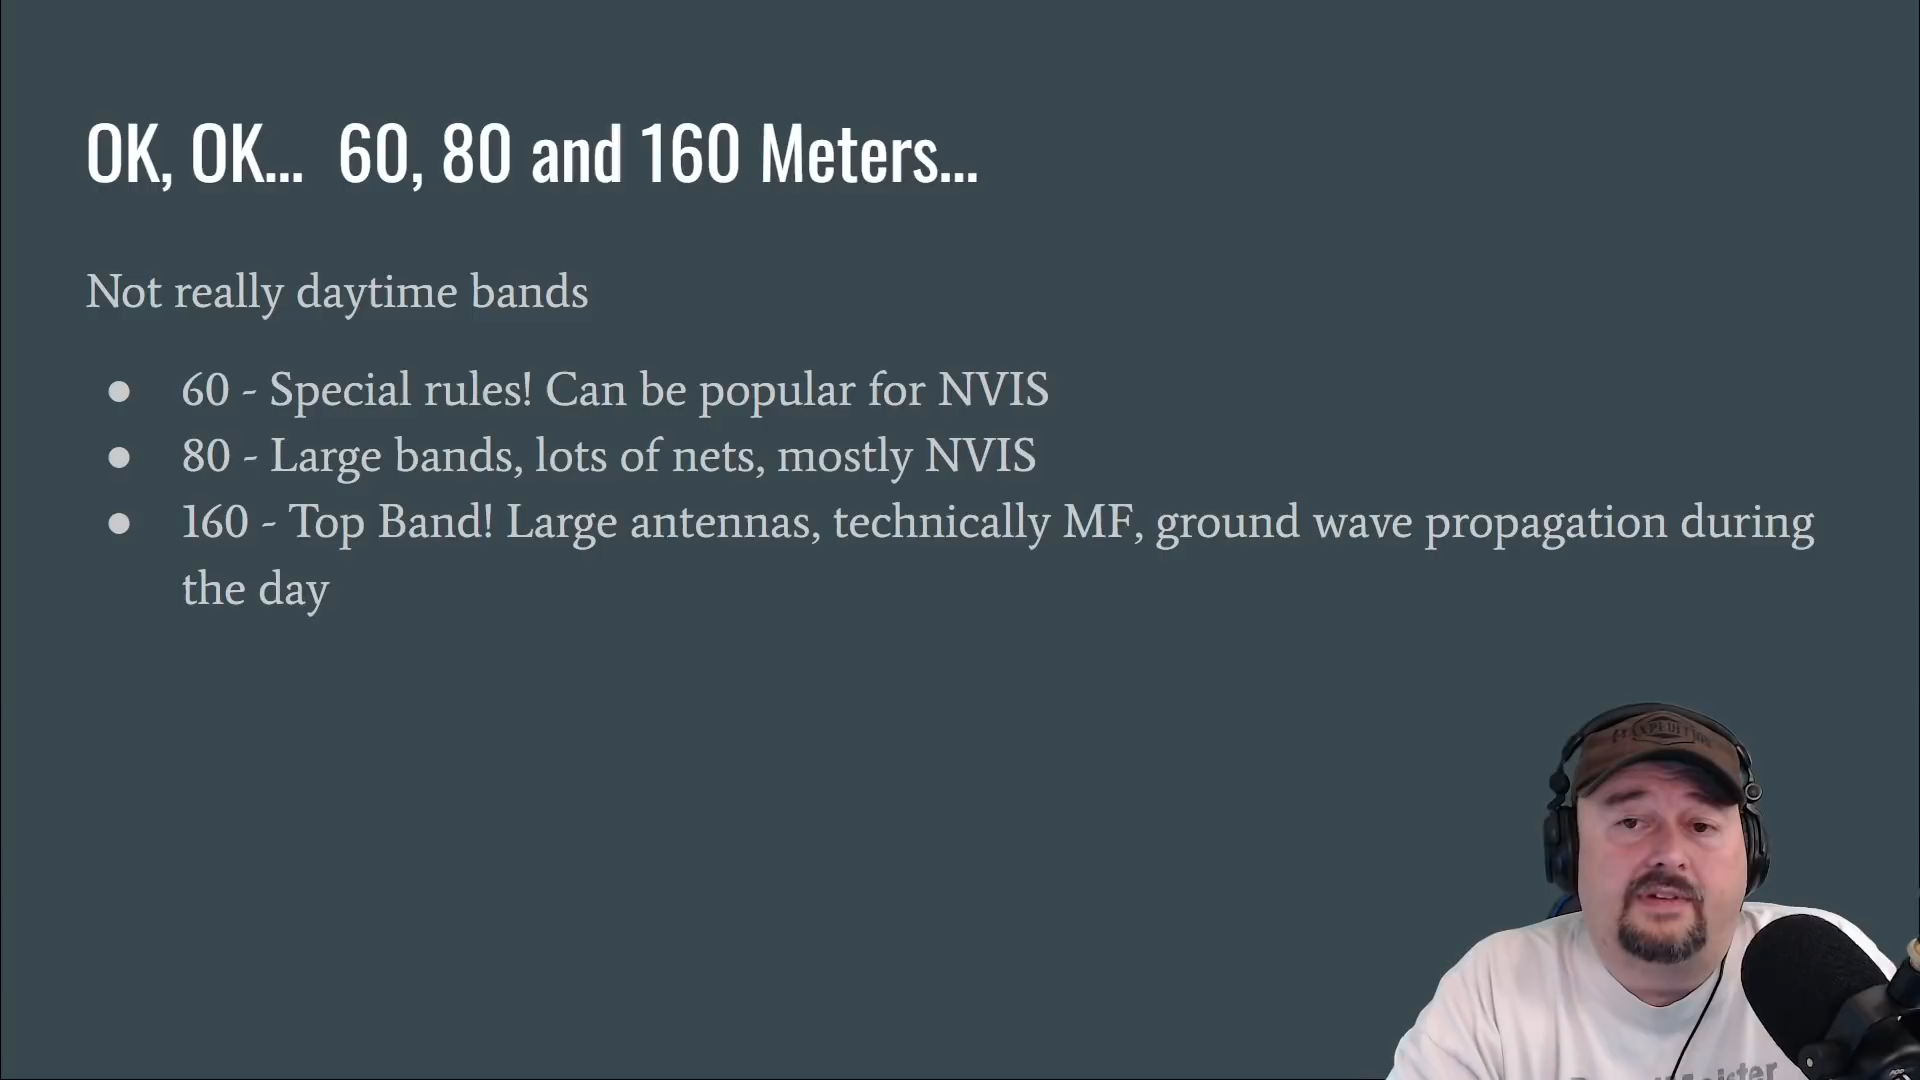 OK, OK... 60, 80 and 160 Meters...
Not really daytime bands
● 60 - Special rules! Can be popular for NVIS
● 80 - Large bands, lots of nets, mostly NVIS
● 160 - Top Band! Large antennas, technically MF, ground wave propagation during
the day